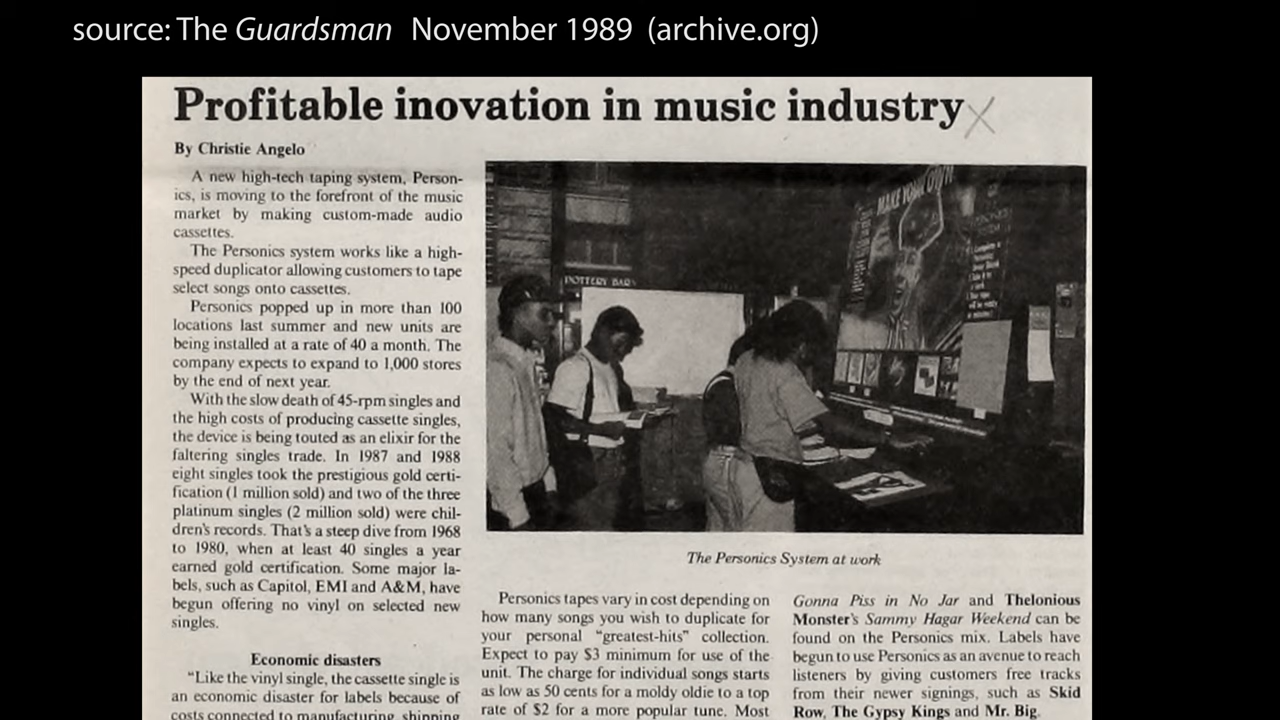 source: The Guardsman November 1989 (archive.org)
Profitable inovation in music industry
By Christie Angelo
A new high-tech taping system, Person-
ics, is moving to the forefront of the music
market by making custom-made audio
cassettes.
The Personics system works like a high-
speed duplicator allowing customers to tape
select songs onto cassettes.
Personics popped up in more than 100
locations last summer and new units are
being installed at a rate of 40 a month. The
company expects to expand to 1,000 stores
by the end of next year.
With the slow death of 45-rpm singles and
the high costs of producing cassette singles,
the device is being touted as an elixir for the
faltering singles trade. In 1987 and 1988
eight singles took the prestigious gold certi-
fication (1 million sold) and two of the three
platinum singles (2 million sold) were chil-
dren's records. That's a steep dive from 1968
to 1980, when at least 40 singles a year
earned gold certification. Some major la-
bels, such as Capitol, EMI and A&M, have
begun offering no vinyl on selected new
singles.
Economic disasters
"Like the vinyl single, the cassette single is
an economic disaster for labels because of
costs connected to manufacturing, shipping
POTTERY BARN
MAKE YOUR OWN
The Personics System at work
Personics tapes vary in cost depending on
how many songs you wish to duplicate for
your personal "greatest-hits" collection.
Expect to pay $3 minimum for use of the
unit. The charge for individual songs starts
as low as 50 cents for a moldy oldie to a top
rate of $2 for a more popular tune. Most
Gonna Piss in No Jar and Thelonious
Monster's Sammy Hagar Weekend can be
found on the Personics mix. Labels have
begun to use Personics as an avenue to reach
listeners by giving customers free tracks
from their newer signings, such as Skid
Row, The Gypsy Kings and Mr. Big.